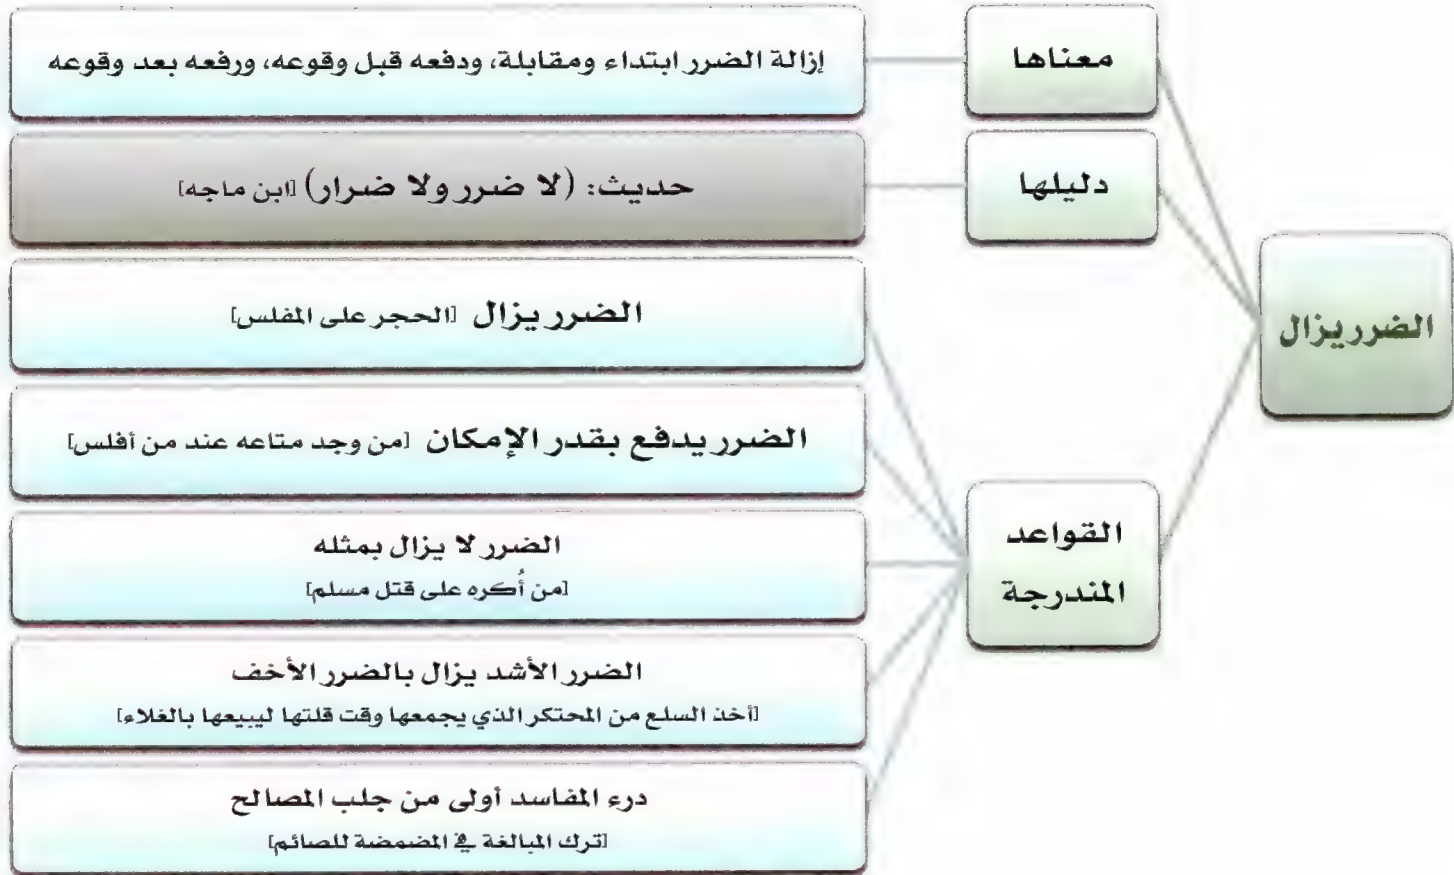 الضرر يزال
معناها
إزالة الضرر ابتداء ومقابلة، ودفعه قبل وقوعه، ورفعه بعد وقوعه
دليلها
حديث: (لا ضرر ولا ضرار) [ابن ماجه]
القواعد
المندرجة
الضرر يزال [الحجر على المفلس]
الضرر يدفع بقدر الإمكان [من وجد متاعه عند من أفلس]
الضرر لا يزال بمثله
[من أُكره على قتل مسلم]
الضرر الأشد يزال بالضرر الأخف
[أخذ السلع من المحتكر الذي يجمعها وقت قلتها ليبيعها بالغلاء]
درء المفاسد أولى من جلب المصالح
[ترك المبالغة في المضمضة للصائم]